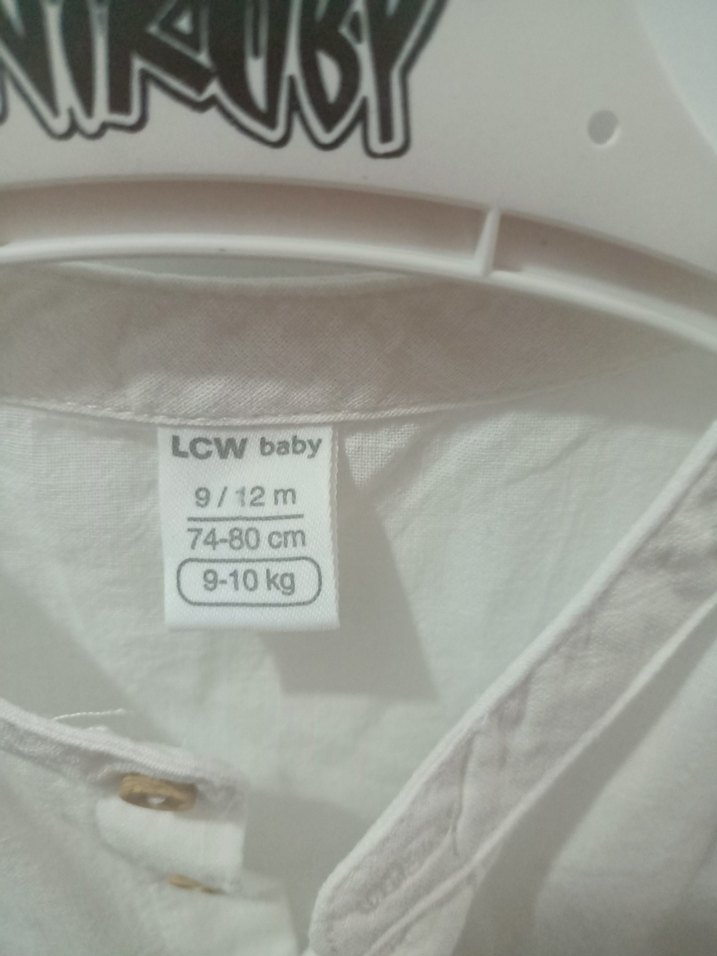 LCW baby
9 / 12 m
74-80 cm
9-10 kg